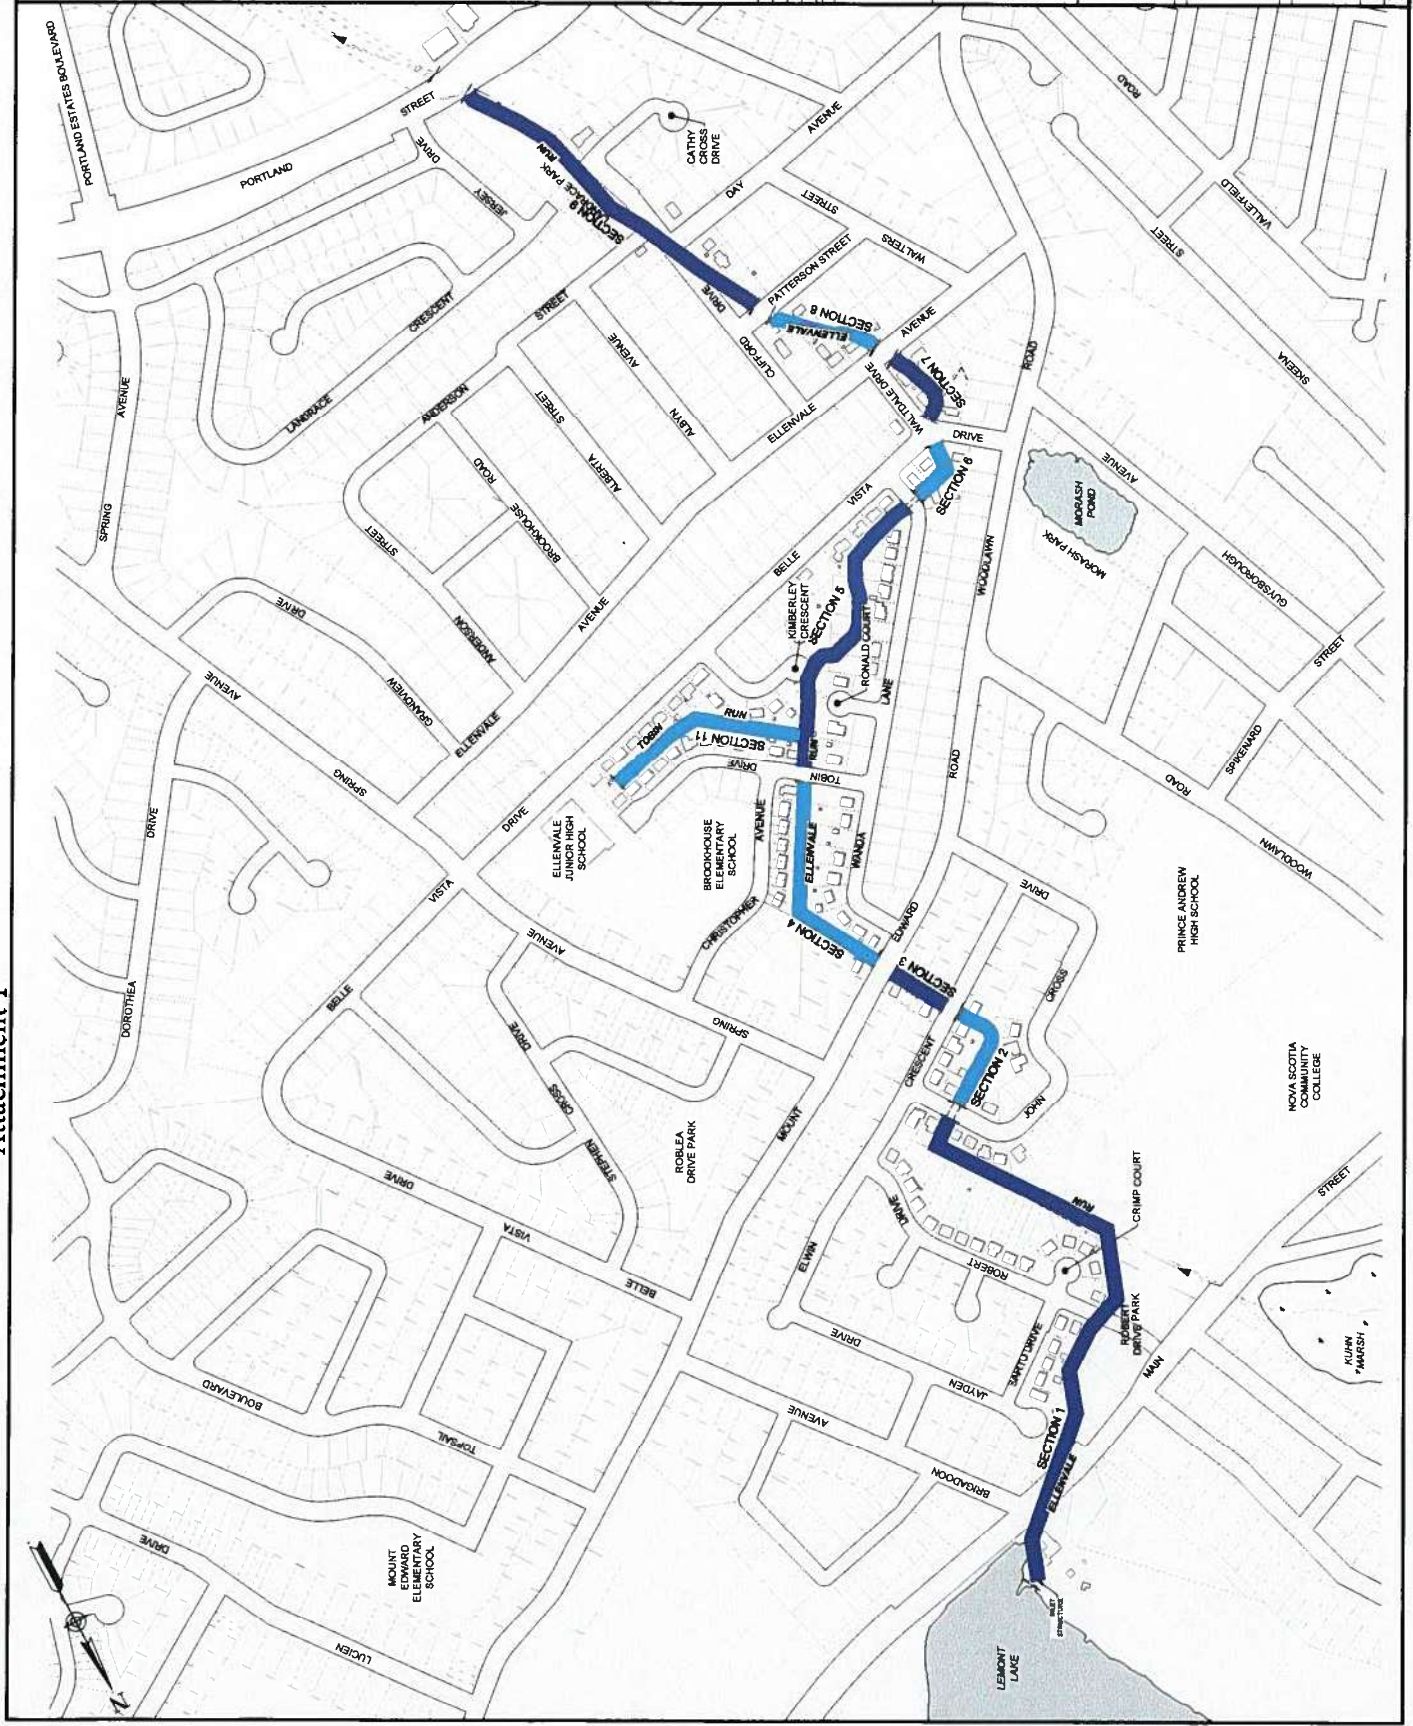 Attachment 1
PORTLAND ESTATES BOULEVARD
STREET
PORTLAND
DRIVE
JERSEY
SECTION 9
RUN
CATHY
CROSS
DRIVE
DAY
AVENUE
STREET
WALTERS
PATTERSON STREET
ROAD
VALLEYFIELD
STREET
SKEENA
AVENUE
SPRING
LANGRACE
CRESCENT
STREET
ANDERSON
STREET
DRIVE
CLIFFORD
AVENUE
ALBYN
STREET
ALBERTA
ROAD
BROOKHOUSE
STREET
ANDERSON
AVENUE
ELLENVALE
SECTION 8
ELLENVALE
AVENUE
WALTDALE DRIVE
SECTION 7
DRIVE
ROAD
ELLENVALE
SECTION 6
VISTA
BELLE
WOODLAWN
MORASH
POND
MORASH PARK
AVENUE
GUYSBOROUGH
STREET
SPIKENARD
ROAD
WOODLAWN
DRIVE
GRANDVIEW
AVENUE
SPRING
DRIVE
DOROTHEA
KIMBERLEY
CRESCENT
SECTION 5
RONALD COURT
LANE
TOBIN
RUN
SECTION 11
DRIVE
TOBIN
RUN
ROAD
ELLENVALE
JUNIOR HIGH
SCHOOL
BROOKHOUSE
ELEMENTARY
SCHOOL
AVENUE
CHRISTOPHER
ELLENVALE
WANDA
SECTION 4
EDWARD
SECTION 3
DRIVE
VISTA
BELLE
AVENUE
SPRING
DRIVE
CROSS
STEPHEN
ROBLEA
DRIVE PARK
MOUNT
CRESCENT
SECTION 2
DRIVE
CROSS
JOHN
PRINCE ANDREW
HIGH SCHOOL
NOVA SCOTIA
COMMUNITY
COLLEGE
DRIVE
VISTA
BELLE
ELWIN
DRIVE
ROBERT
RUN
CRIMP COURT
STREET
BOULEVARD
TOPSAIL
DRIVE
JAYDEN
SARTO DRIVE
ROBERT
DRIVE PARK
MAIN
KUHN
MARSH
AVENUE
BRIGADOON
SECTION 1
ELLENVALE
DRIVE
LUCIEN
MOUNT
EDWARD
ELEMENTARY
SCHOOL
INLET
STRUCTURE
LEMONT
LAKE
N